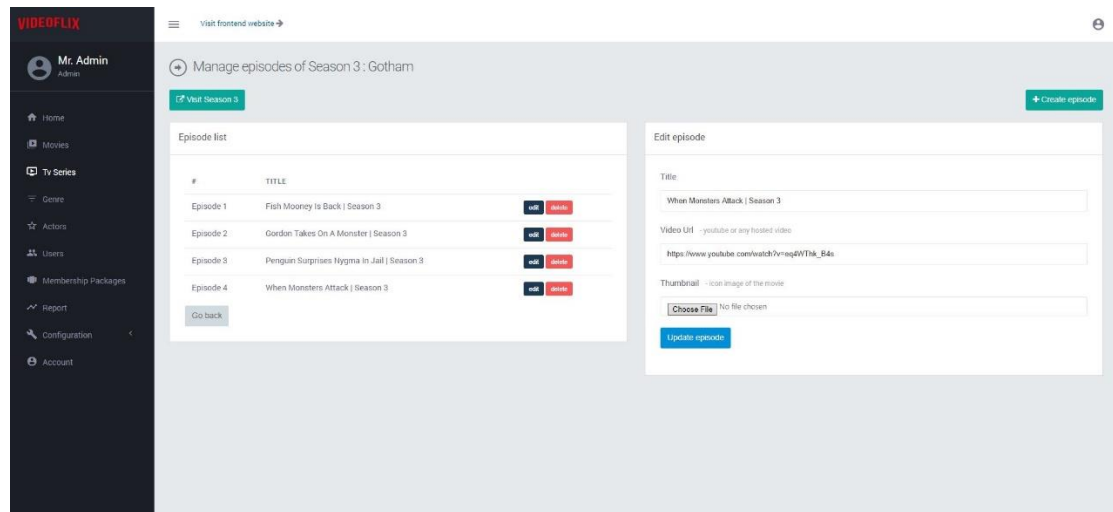 VIDEOFLIX
Visit frontend website
Mr. Admin
Admin
Home
Movies
Tv Series
Genre
Actors
Users
Membership Packages
Report
Configuration
Account
Manage episodes of Season 3 : Gotham
Visit Season 3
+ Create episode
Episode list
# TITLE
Episode 1 Fish Mooney Is Back | Season 3 edit delete
Episode 2 Gordon Takes On A Monster | Season 3 edit delete
Episode 3 Penguin Surprises Nygma In Jail | Season 3 edit delete
Episode 4 When Monsters Attack | Season 3 edit delete
Go back
Edit episode
Title
When Monsters Attack | Season 3
Video Url - youtube or any hosted video
https://www.youtube.com/watch?v=eq4WThk_B4s
Thumbnail - icon image of the movie
Choose File No file chosen
Update episode